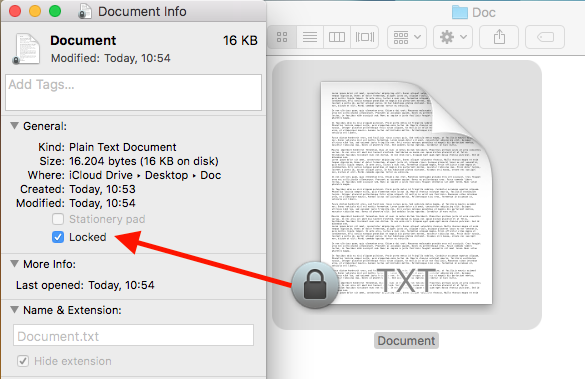 Document Info
Document 16 KB
Modified: Today, 10:54
Add Tags...
General:
Kind: Plain Text Document
Size: 16.204 bytes (16 KB on disk)
Where: iCloud Drive ▸ Desktop ▸ Doc
Created: Today, 10:53
Modified: Today, 10:54
Stationery pad
Locked
More Info:
Last opened: Today, 10:54
Name & Extension:
Document.txt
Hide extension
Doc
TXT
Document